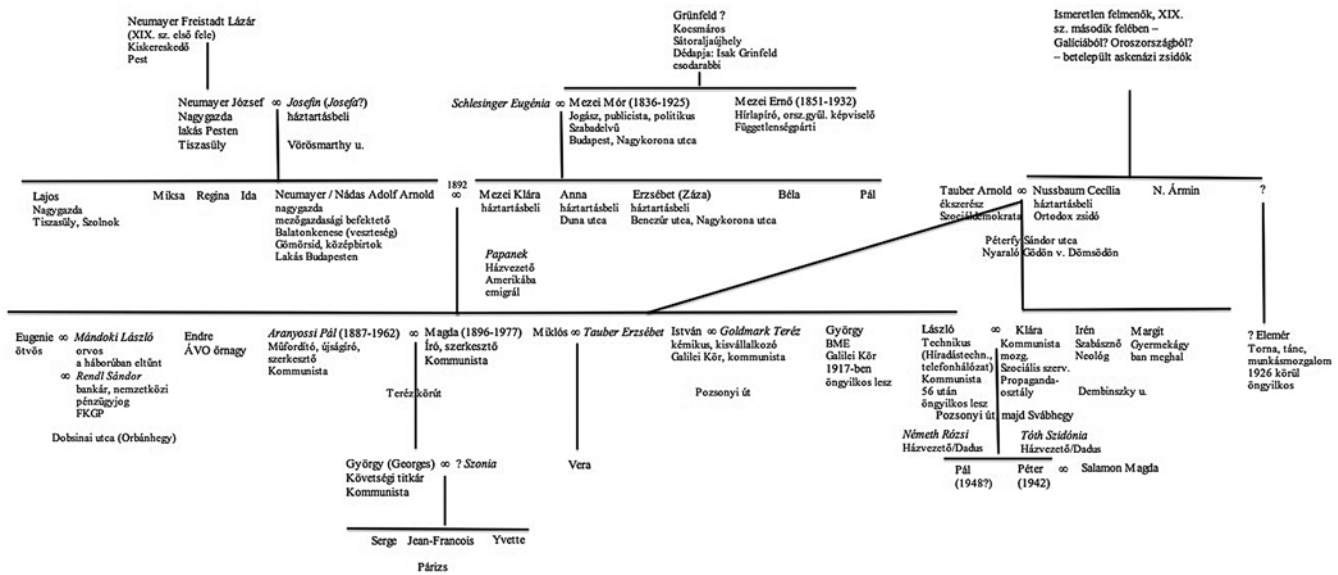 Neumayer Freistadt Lázár
(XIX. sz. első fele)
Kiskereskedő
Pest
Grünfeld ?
Kocsmáros
Sátoraljaújhely
Dédapja: Isak Grinfeld
csodarabbi
Ismeretlen felmenők, XIX.
sz. második felében –
Galíciából? Oroszországból?
– betelepült askenázi zsidók
Neumayer József ∞ Josefin (Josefa?)
Nagygazda háztartásbeli
lakás Pesten
Tiszasüly Vörösmarthy u.
Schlesinger Eugénia ∞ Mezei Mór (1836-1925)
Jogász, publicista, politikus
Szabadelvű
Budapest, Nagykorona utca
Mezei Ernő (1851-1932)
Hírlapíró, orsz.gyűl. képviselő
Függetlenségpárti
Lajos
Nagygazda
Tiszasüly, Szolnok
Miksa Regina Ida
Neumayer / Nádas Adolf Arnold
nagygazda
mezőgazdasági befektető
Balatonkenese (veszteség)
Gömörsid, középbirtok
Lakás Budapesten
1892
∞
Mezei Klára
háztartásbeli
Anna
háztartásbeli
Duna utca
Erzsébet (Záza)
háztartásbeli
Benczúr utca, Nagykorona utca
Béla
Pál
Tauber Arnold ∞ Nussbaum Cecília
ékszerész háztartásbeli
Szociáldemokrata Ortodox zsidó
Péterfy Sándor utca
Nyaraló Gödön v. Dömsödön
N. Ármin
?
Papanek
Házvezető
Amerikába
emigrál
Eugenie ∞ Mándoki László
ötvös orvos
a háborúban eltűnt
∞ Rendl Sándor
bankár, nemzetközi
pénzügyjog
FKGP
Dobsinai utca (Orbánhegy)
Endre
ÁVO őrnagy
Aranyossi Pál (1887-1962) ∞ Magda (1896-1977)
Műfordító, újságíró, Író, szerkesztő
szerkesztő Kommunista
Kommunista
Teréz körút
Miklós ∞ Tauber Erzsébet
István ∞ Goldmark Teréz
kémikus, kisvállalkozó
Galilei Kör, kommunista
Pozsonyi út
György
BME
Galilei Kör
1917-ben
öngyilkos lesz
László ∞ Klára
Technikus Kommunista
(Híradástechn., mozg.
telefonhálózat) Szociális szerv.
Kommunista Propaganda-
56 után osztály
öngyilkos lesz
Pozsonyi út, majd Svábhegy
Irén
Szabásznő
Neológ
Dembinszky u.
Margit
Gyermekágy
ban meghal
? Elemér
Torna, tánc,
munkásmozgalom
1926 körül
öngyilkos
Németh Rózsi
Házvezető/Dadus
Tóth Szidónia
Házvezető/Dadus
György (Georges) ∞ ? Szonia
Követségi titkár
Kommunista
Vera
Pál
(1948?)
Péter ∞ Salamon Magda
(1942)
Serge Jean-Francois Yvette
Párizs